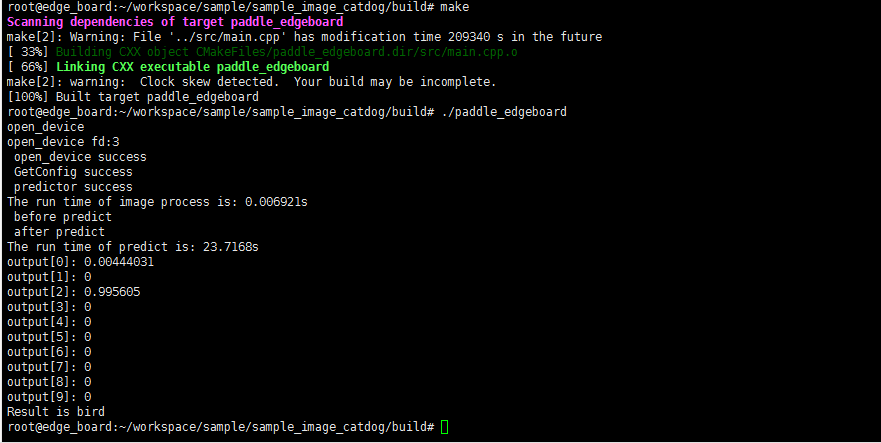 root@edge_board:~/workspace/sample/sample_image_catdog/build# make
Scanning dependencies of target paddle_edgeboard
make[2]: Warning: File '../src/main.cpp' has modification time 209340 s in the future
[ 33%] Building CXX object CMakeFiles/paddle_edgeboard.dir/src/main.cpp.o
[ 66%] Linking CXX executable paddle_edgeboard
make[2]: warning:  Clock skew detected.  Your build may be incomplete.
[100%] Built target paddle_edgeboard
root@edge_board:~/workspace/sample/sample_image_catdog/build# ./paddle_edgeboard
open_device
open_device fd:3
 open_device success
 GetConfig success
 predictor success
The run time of image process is: 0.006921s
 before predict
 after predict
The run time of predict is: 23.7168s
output[0]: 0.00444031
output[1]: 0
output[2]: 0.995605
output[3]: 0
output[4]: 0
output[5]: 0
output[6]: 0
output[7]: 0
output[8]: 0
output[9]: 0
Result is bird
root@edge_board:~/workspace/sample/sample_image_catdog/build#